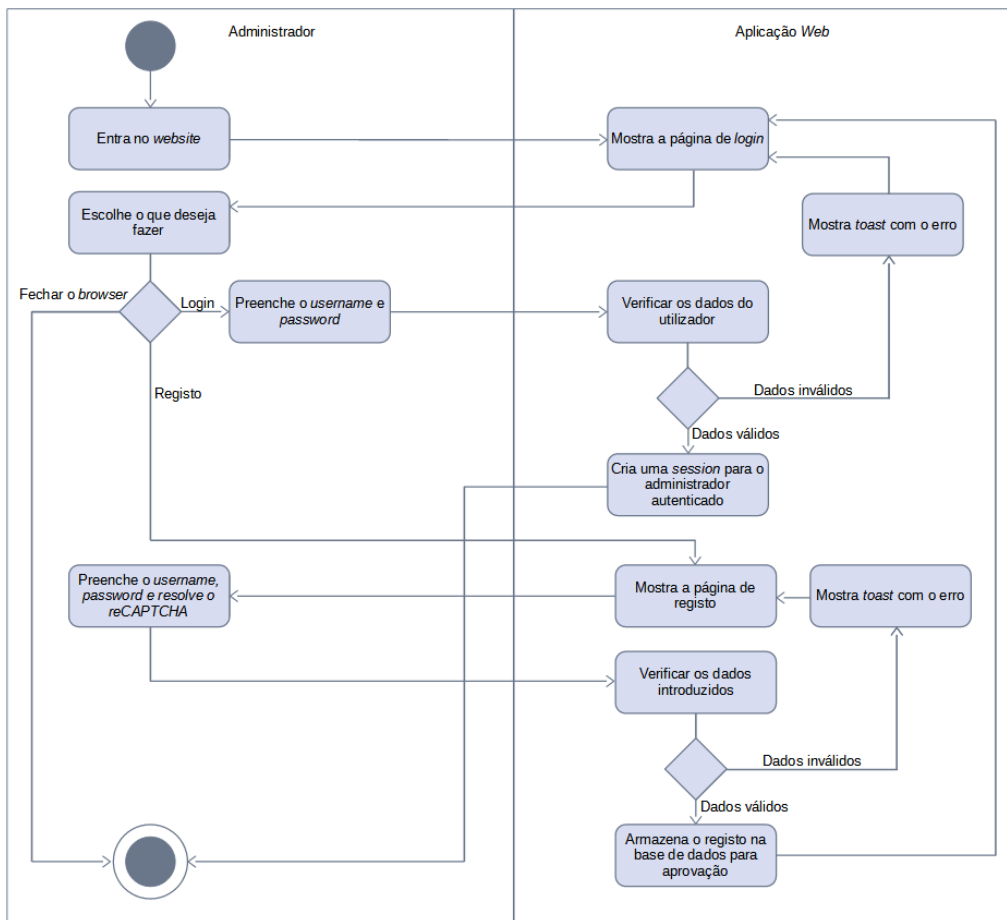 Administrador
Aplicação Web
Entra no website
Mostra a página de login
Escolhe o que deseja
fazer
Mostra toast com o erro
Fechar o browser
Login
Preenche o username e
password
Verificar os dados do
utilizador
Registo
Dados inválidos
Dados válidos
Cria uma session para o
administrador
autenticado
Preenche o username,
password e resolve o
reCAPTCHA
Mostra a página de
registo
Mostra toast com o erro
Verificar os dados
introduzidos
Dados inválidos
Dados válidos
Armazena o registo na
base de dados para
aprovação